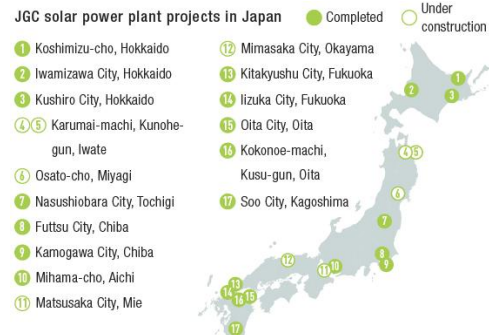 JGC solar power plant projects in Japan
Completed
Under
construction
1 Koshimizu-cho, Hokkaido
2 Iwamizawa City, Hokkaido
3 Kushiro City, Hokkaido
4 5 Karumai-machi, Kunohe-
gun, Iwate
6 Osato-cho, Miyagi
7 Nasushiobara City, Tochigi
8 Futtsu City, Chiba
9 Kamogawa City, Chiba
10 Mihama-cho, Aichi
11 Matsusaka City, Mie
12 Mimasaka City, Okayama
13 Kitakyushu City, Fukuoka
14 Iizuka City, Fukuoka
15 Oita City, Oita
16 Kokonoe-machi,
Kusu-gun, Oita
17 Soo City, Kagoshima
1
2
3
4 5
6
7
8
9
12
11 10
13
14 16 15
17